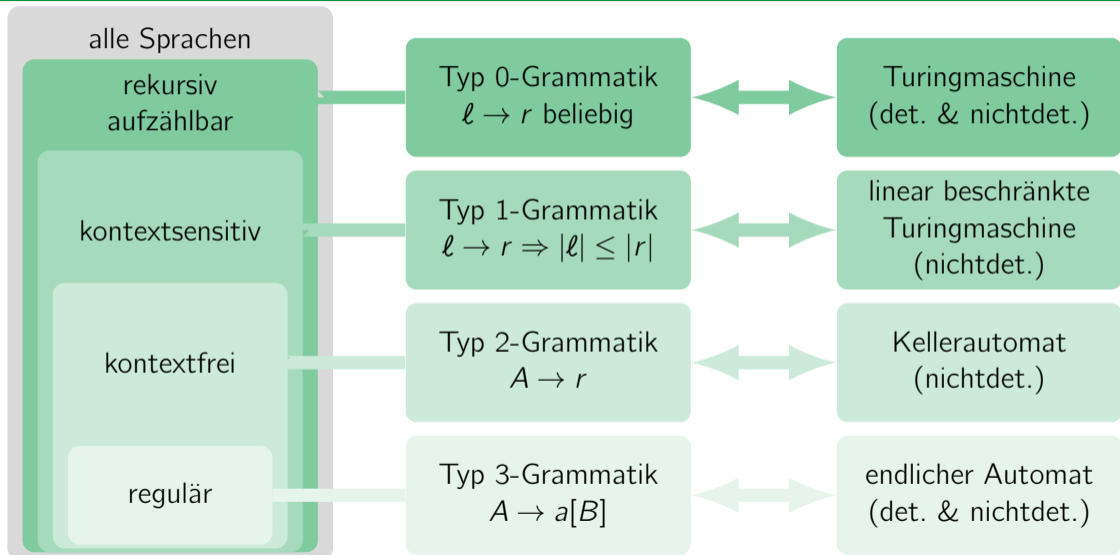 alle Sprachen
rekursiv
aufzählbar
Typ 0-Grammatik
ℓ → r beliebig
Turingmaschine
(det. & nichtdet.)
kontextsensitiv
Typ 1-Grammatik
ℓ → r ⇒ |ℓ| ≤ |r|
linear beschränkte
Turingmaschine
(nichtdet.)
kontextfrei
Typ 2-Grammatik
A → r
Kellerautomat
(nichtdet.)
regulär
Typ 3-Grammatik
A → a[B]
endlicher Automat
(det. & nichtdet.)